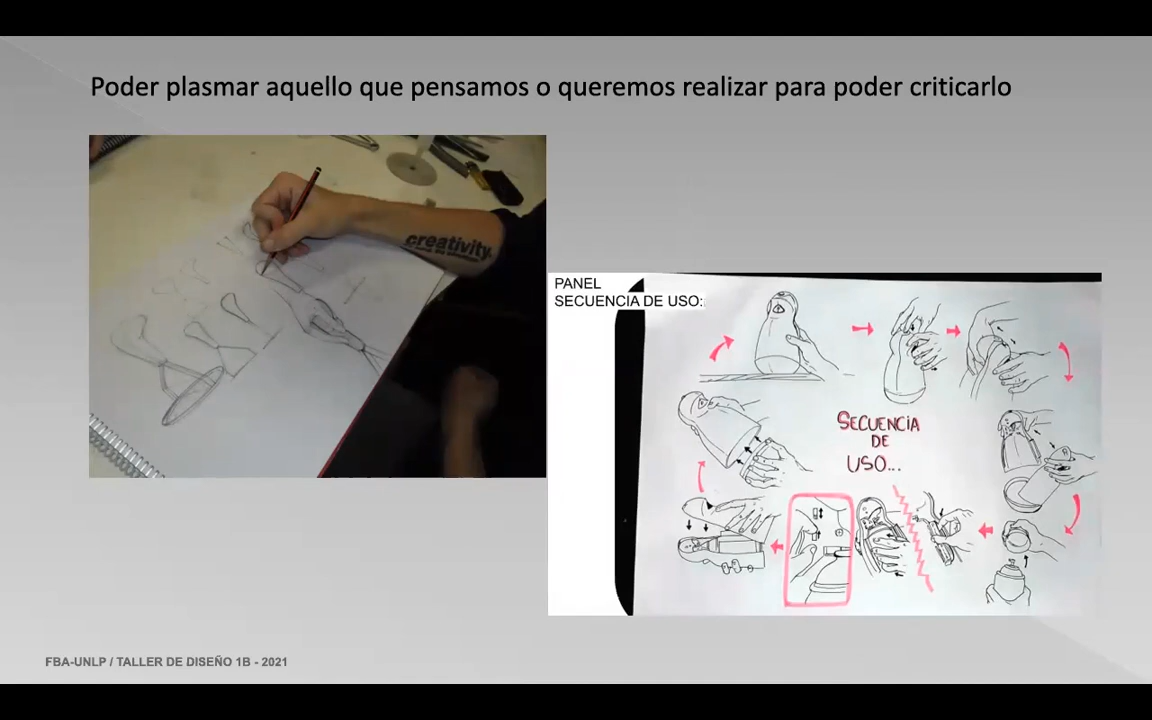 Poder plasmar aquello que pensamos o queremos realizar para poder criticarlo
creativity.
PANEL
SECUENCIA DE USO:
SECUENCIA
DE
USO...
FBA-UNLP / TALLER DE DISEÑO 1B - 2021